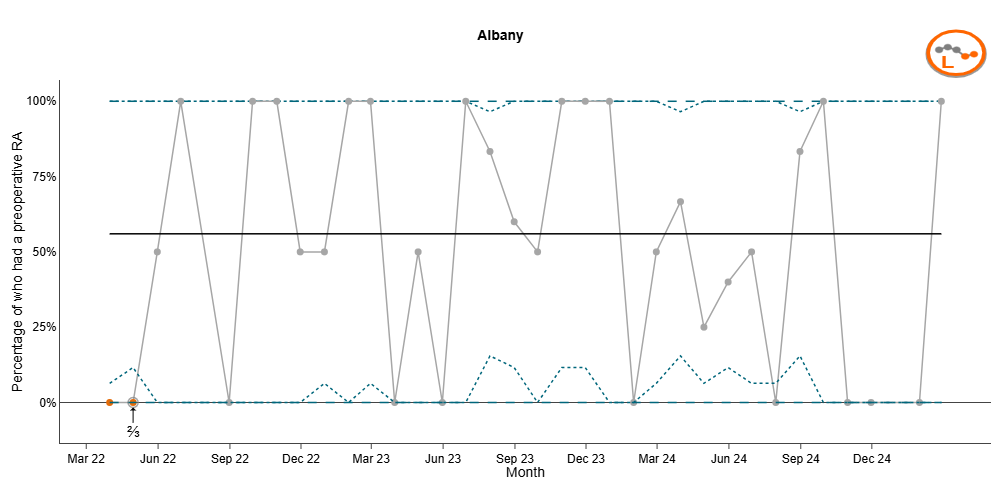 Albany
L
Percentage of who had a preoperative RA
100%
75%
50%
25%
0%
⅔
Mar 22 Jun 22 Sep 22 Dec 22 Mar 23 Jun 23 Sep 23 Dec 23 Mar 24 Jun 24 Sep 24 Dec 24
Month